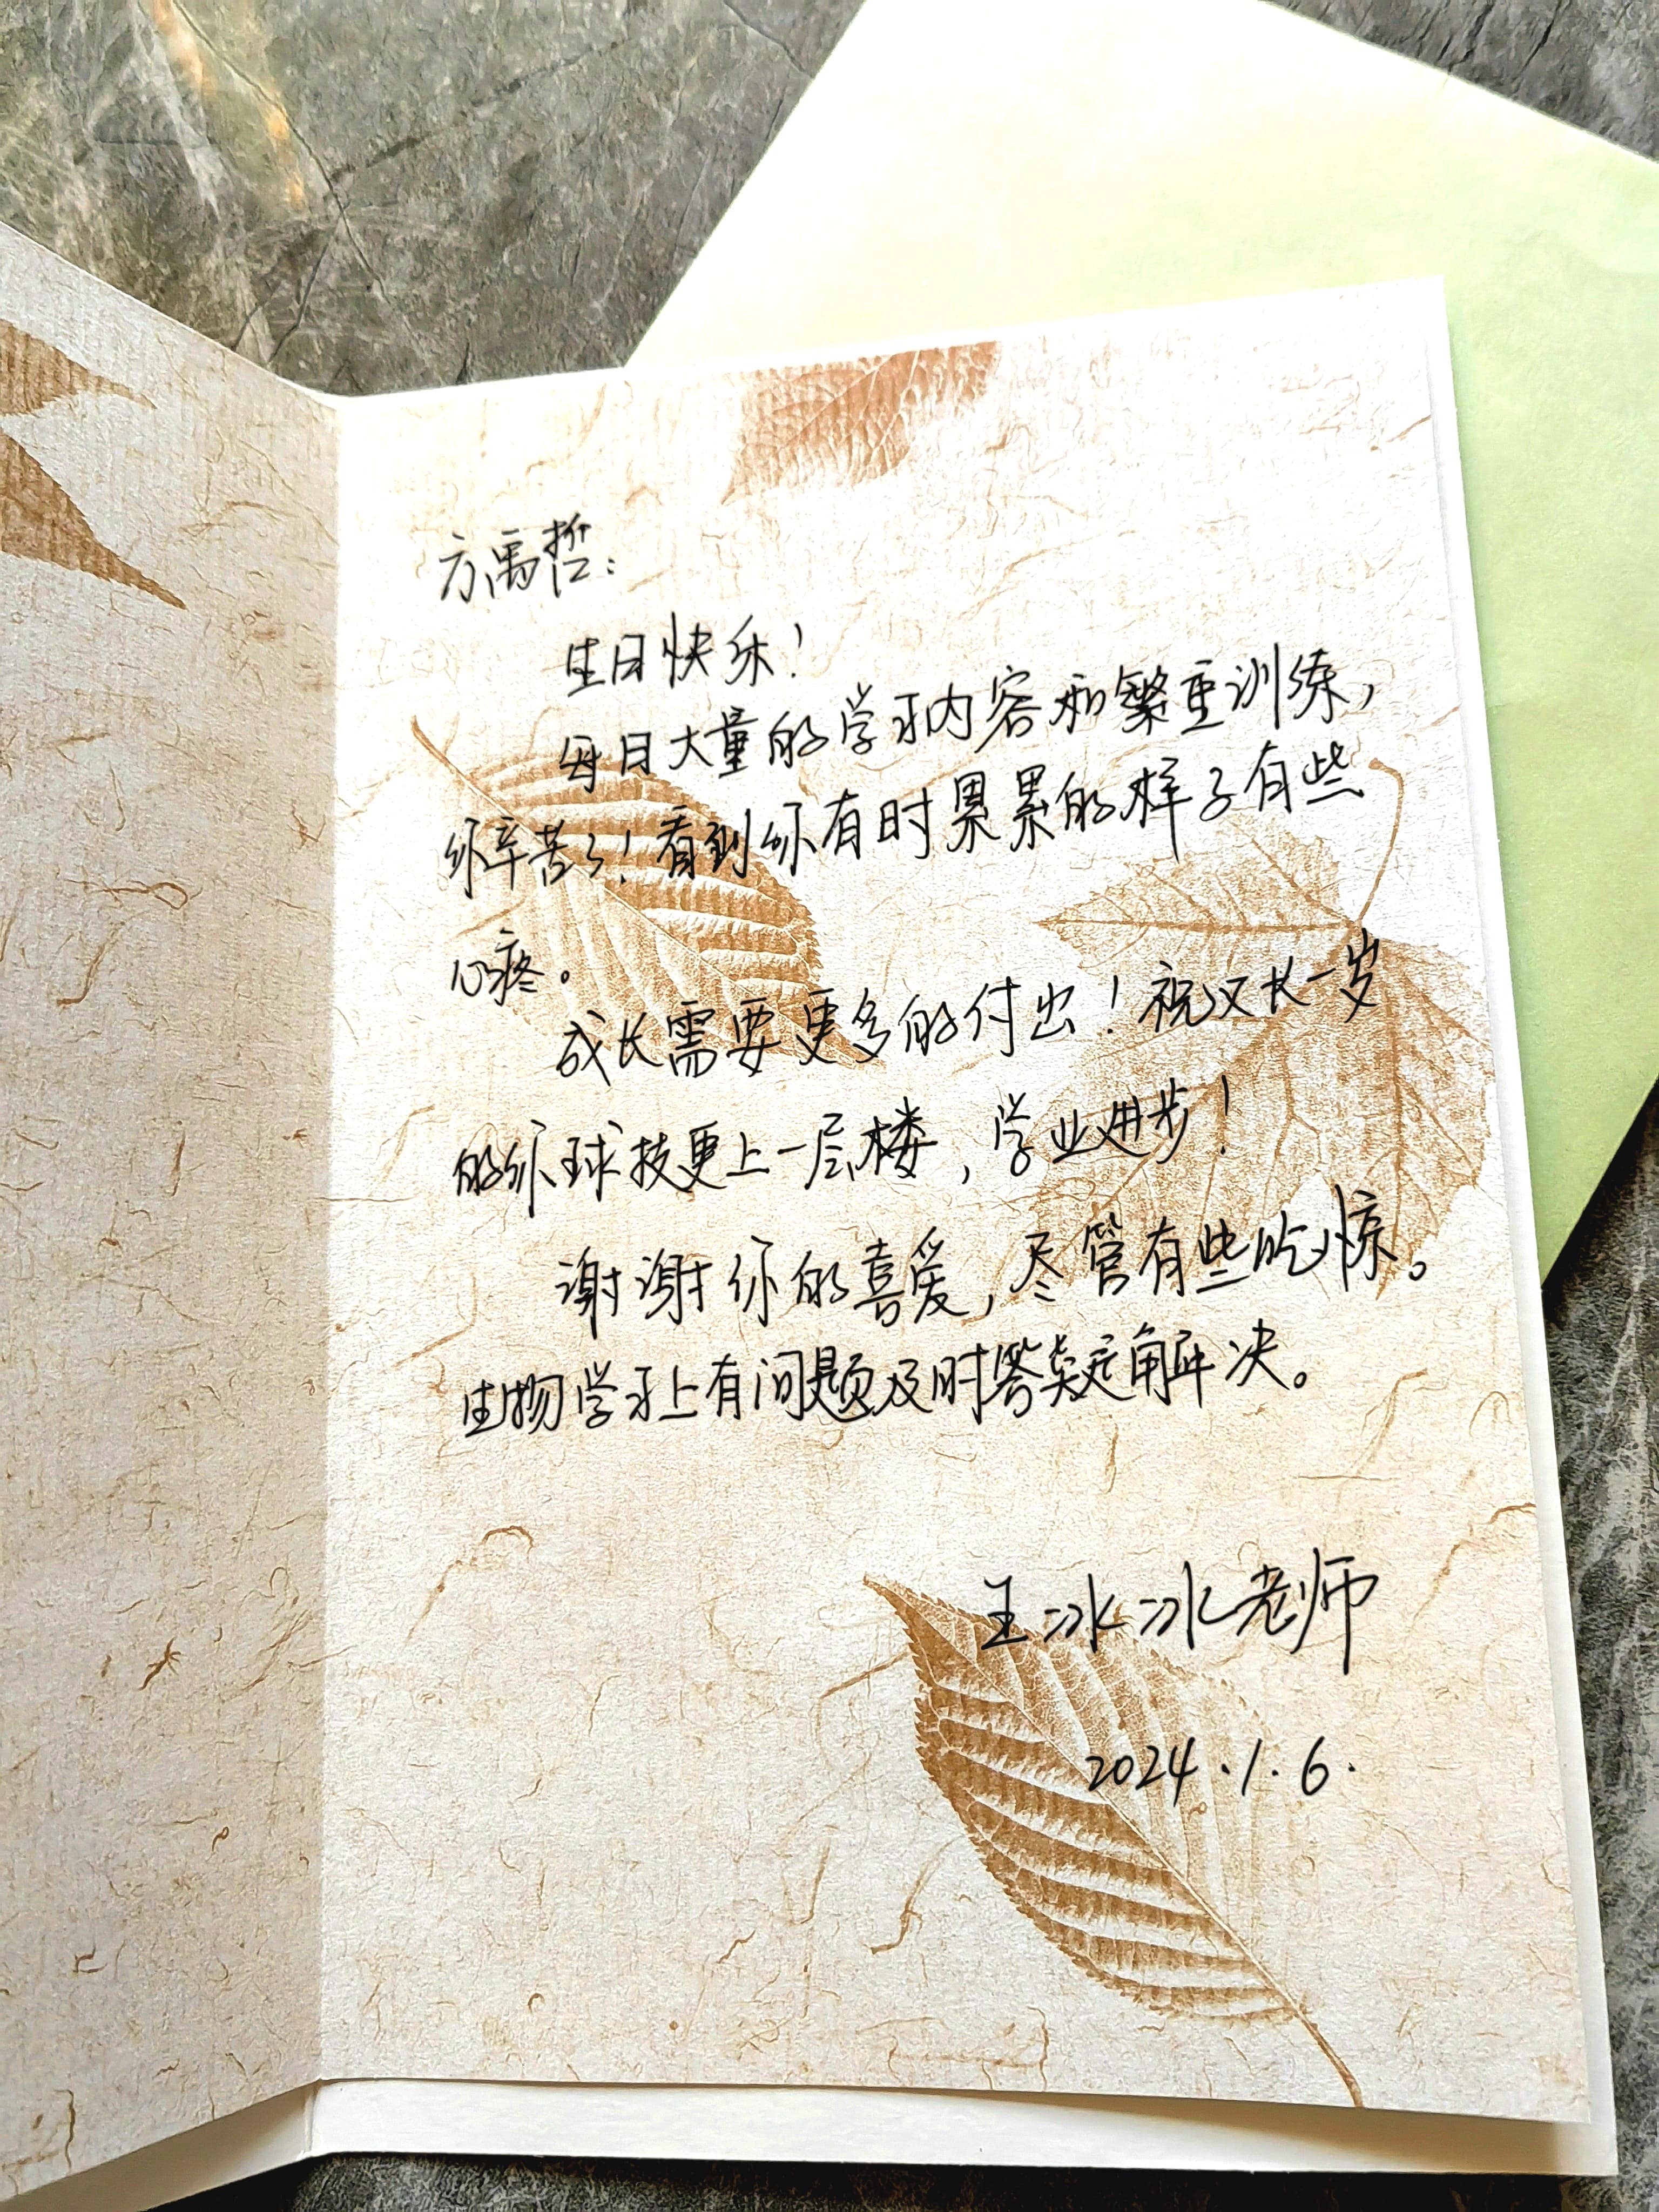 方禹哲：
生日快乐！
每日大量的学习内容和繁重训练，
你辛苦了！看到你有时累累的样子有些
心疼。
成长需要更多的付出！祝又长一岁
的你球技更上一层楼，学业进步！
谢谢你的喜爱，尽管有些吃惊。
生物学习上有问题及时答疑解决。
王冰冰老师
2024.1.6.